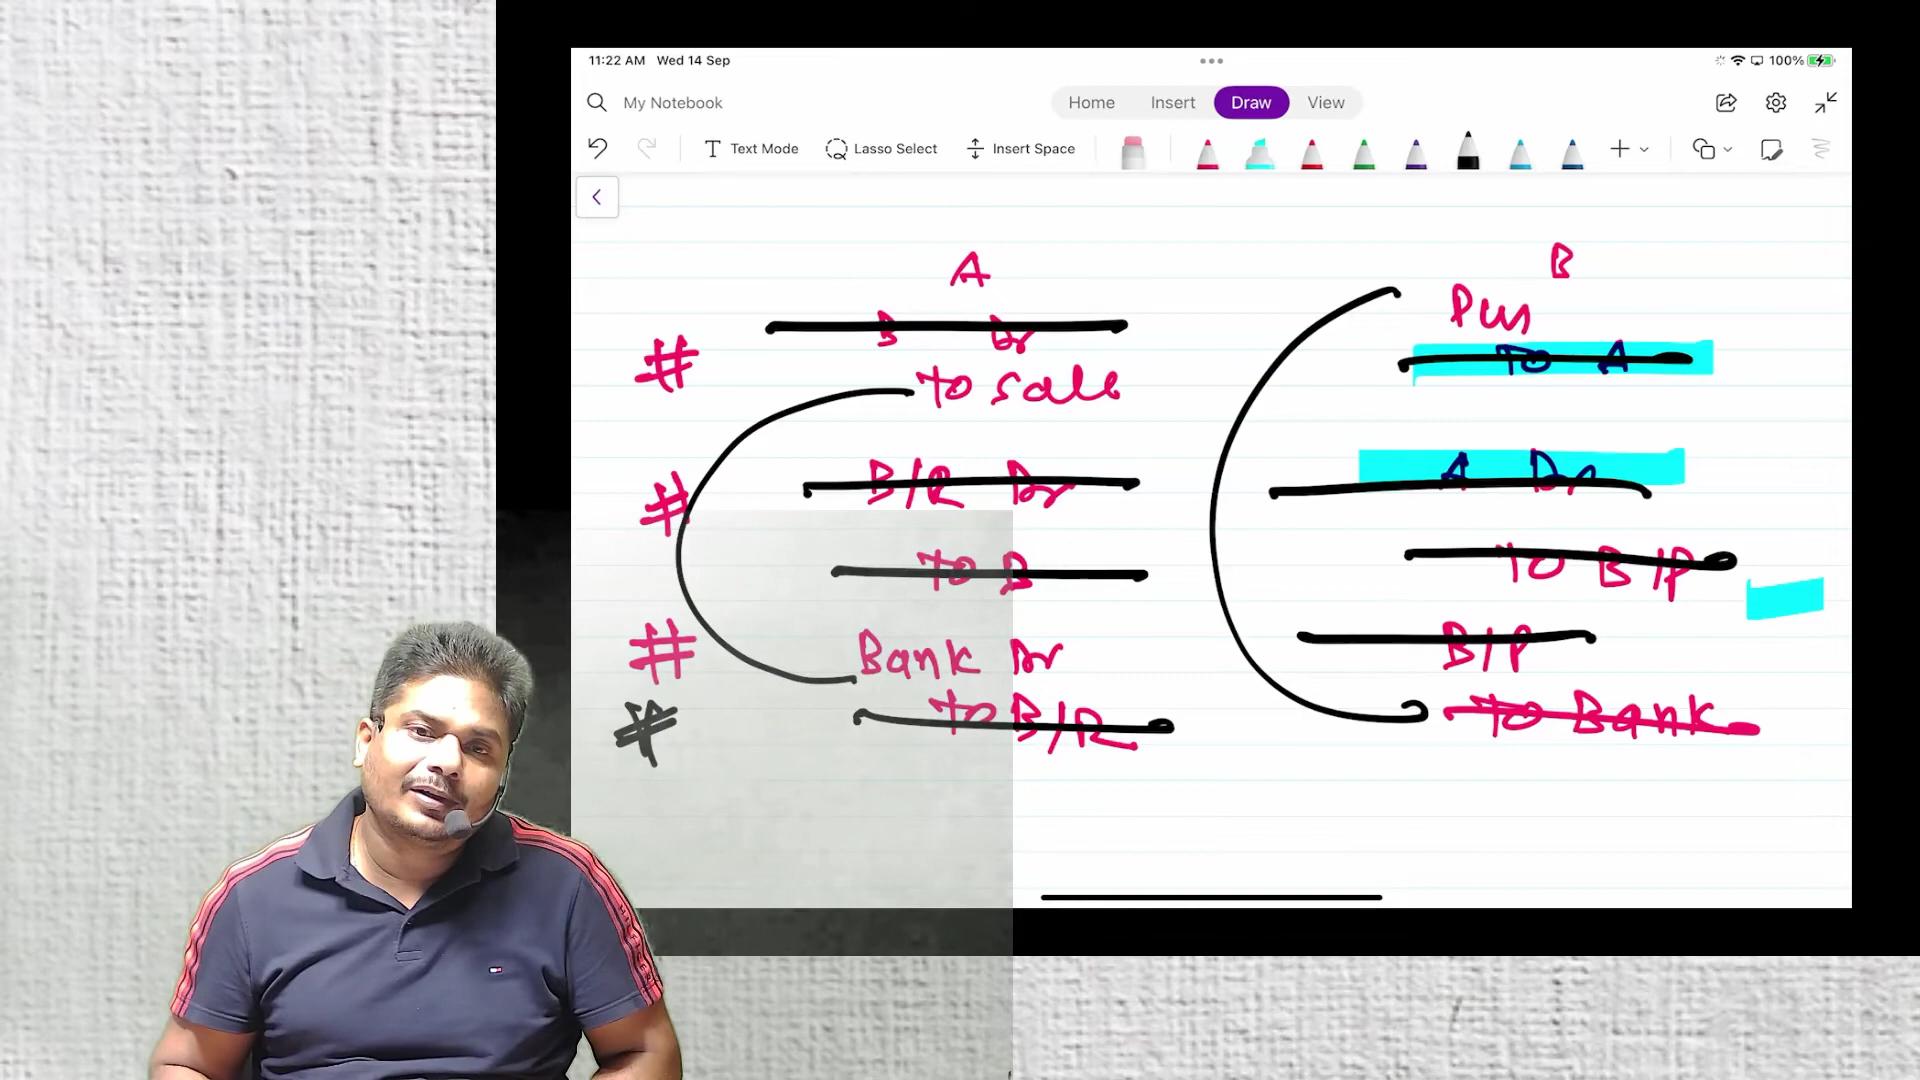 11:22 AM Wed 14 Sep
100%
My Notebook
Home Insert Draw View
Text Mode Lasso Select Insert Space
A
B Dr
To Sale
B/R Dr
To B
Bank Dr
To B/R
B
Pur
To A
A Dr
To B/P
B/P
To Bank